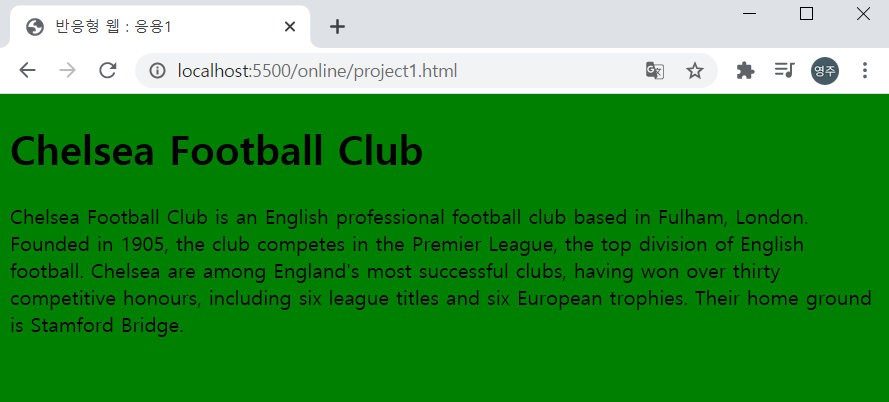 반응형 웹 : 응용1
localhost:5500/online/project1.html
영주
Chelsea Football Club
Chelsea Football Club is an English professional football club based in Fulham, London.
Founded in 1905, the club competes in the Premier League, the top division of English
football. Chelsea are among England's most successful clubs, having won over thirty
competitive honours, including six league titles and six European trophies. Their home ground
is Stamford Bridge.